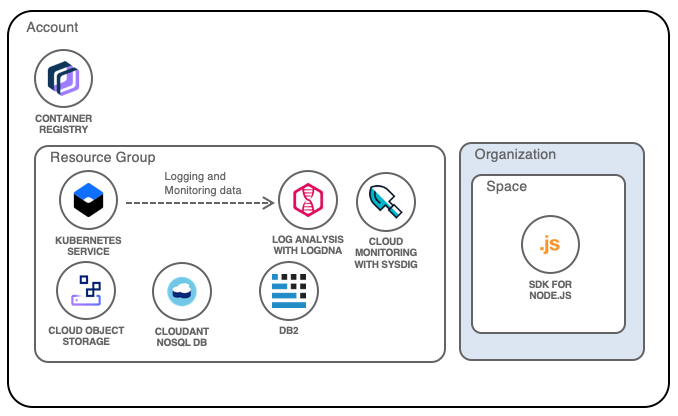 Account
CONTAINER
REGISTRY
Resource Group
Logging and
Monitoring data
KUBERNETES
SERVICE
LOG ANALYSIS
WITH LOGDNA
CLOUD
MONITORING
WITH SYSDIG
CLOUD OBJECT
STORAGE
CLOUDANT
NOSQL DB
DB2
Organization
Space
.js
SDK FOR
NODE.JS